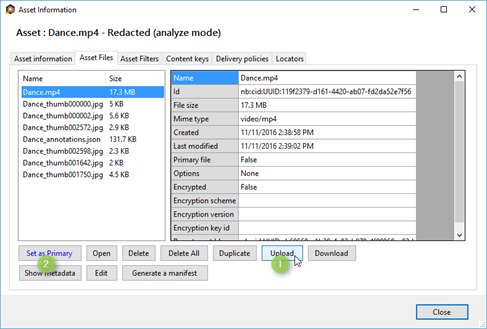 Asset Information
Asset : Dance.mp4 - Redacted (analyze mode)
Asset information Asset Files Asset Filters Content keys Delivery policies Locators
Name Size
Dance.mp4 17.3 MB
Dance_thumb000000.jpg 5 KB
Dance_thumb000002.jpg 5.6 KB
Dance_thumb002572.jpg 2.9 KB
Dance_annotations.json 131.7 KB
Dance_thumb002598.jpg 2.3 KB
Dance_thumb001642.jpg 2 KB
Dance_thumb001750.jpg 4.5 KB
Name Dance.mp4
Id nb:cid:UUID:119f2379-d161-4420-ab07-fd2da52e7f56
File size 17.3 MB
Mime type video/mp4
Created 11/11/2016 2:38:58 PM
Last modified 11/11/2016 2:39:02 PM
Primary file False
Options None
Encrypted False
Encryption scheme
Encryption version
Encryption key id
Set as Primary Open Delete Delete All Duplicate Upload Download
2 1
Show metadata Edit Generate a manifest
Close